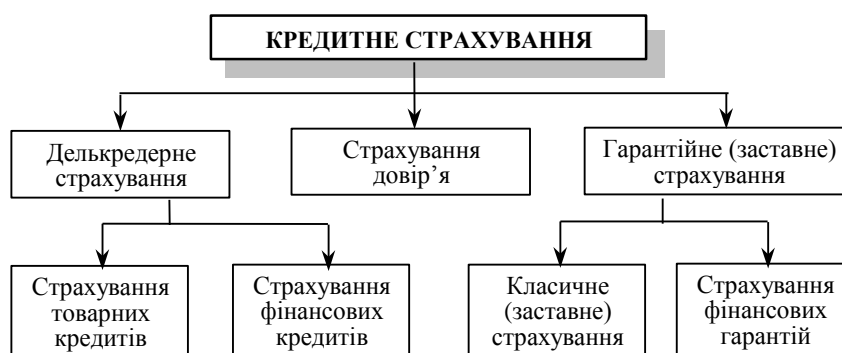 КРЕДИТНЕ СТРАХУВАННЯ
Делькредерне
страхування
Страхування
довір’я
Гарантійне (заставне)
страхування
Страхування
товарних
кредитів
Страхування
фінансових
кредитів
Класичне
(заставне)
страхування
Страхування
фінансових
гарантій